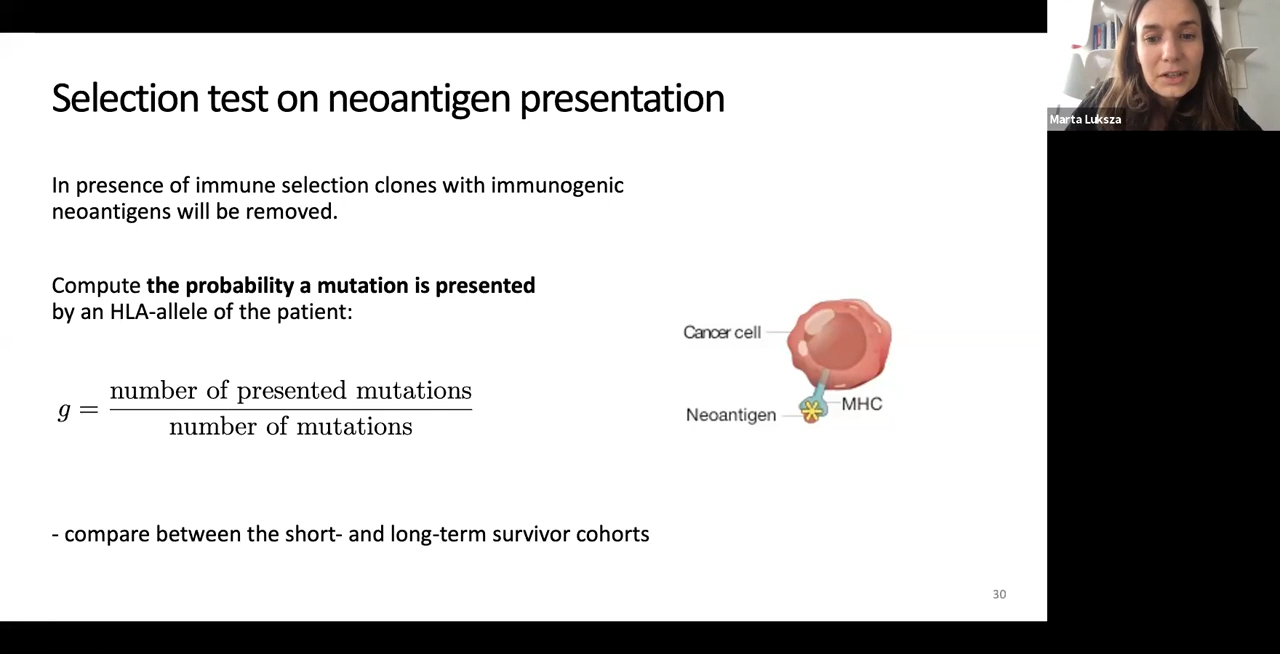 Selection test on neoantigen presentation
Marta Luksza
In presence of immune selection clones with immunogenic
neoantigens will be removed.
Compute the probability a mutation is presented
by an HLA-allele of the patient:
g = number of presented mutations
number of mutations
Cancer cell
MHC
Neoantigen
- compare between the short- and long-term survivor cohorts
30